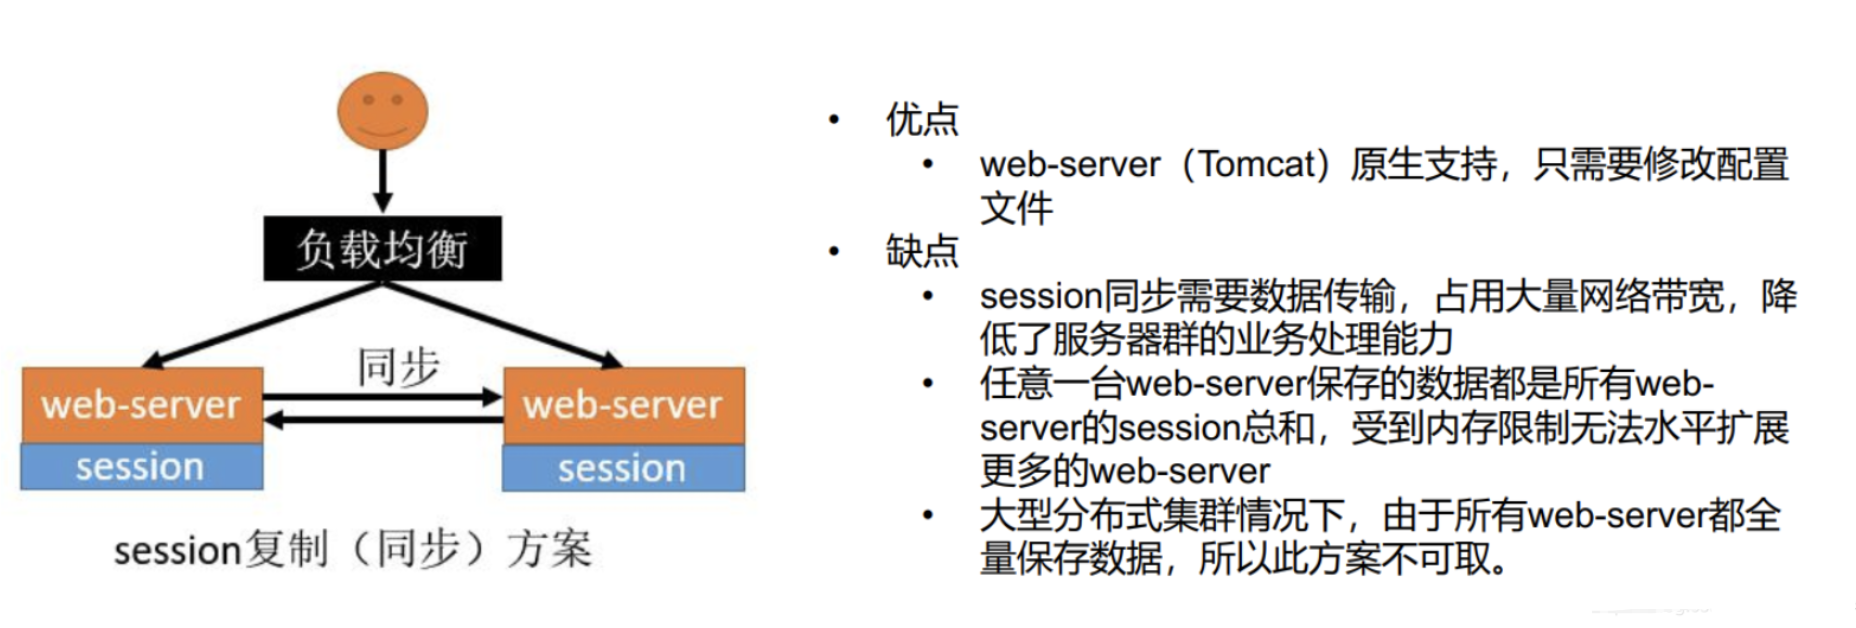 负载均衡
同步
web-server
web-server
session
session
session复制（同步）方案
• 优点
• web-server（Tomcat）原生支持，只需要修改配置
文件
• 缺点
• session同步需要数据传输，占用大量网络带宽，降
低了服务器群的业务处理能力
• 任意一台web-server保存的数据都是所有web-
server的session总和，受到内存限制无法水平扩展
更多的web-server
• 大型分布式集群情况下，由于所有web-server都全
量保存数据，所以此方案不可取。